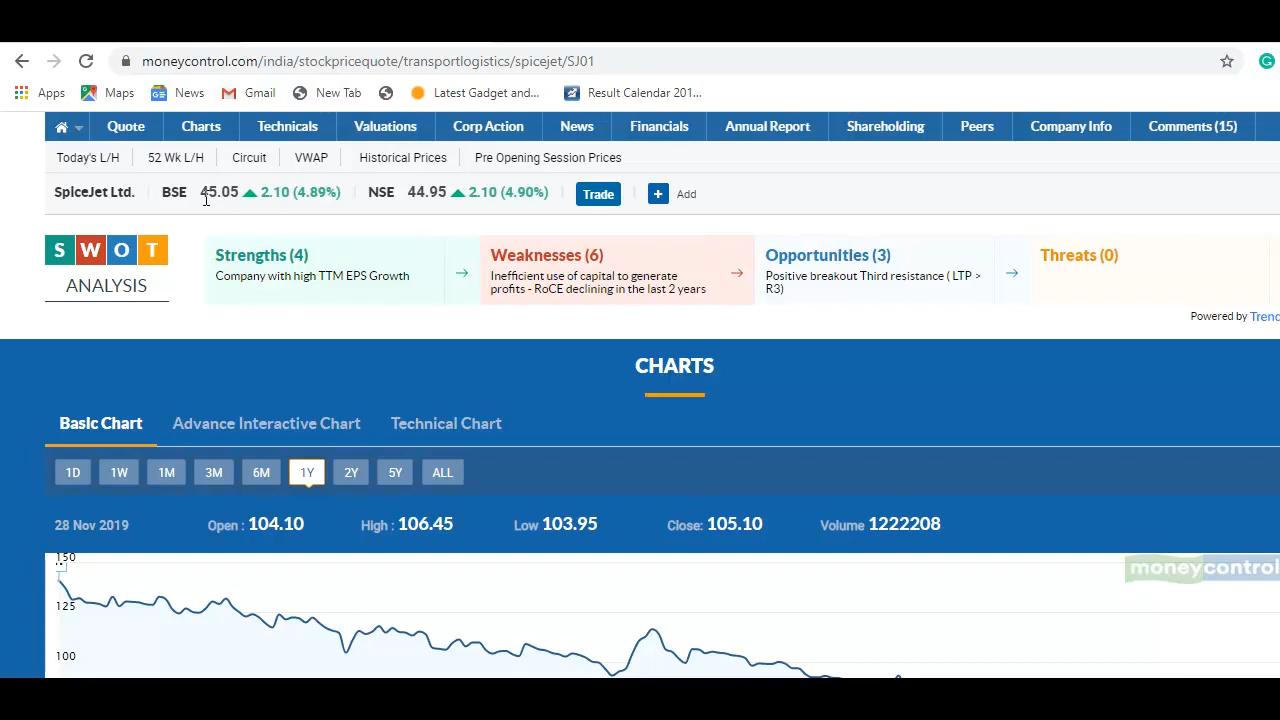 moneycontrol.com/india/stockpricequote/transportlogistics/spicejet/SJ01
Apps Maps News Gmail New Tab Latest Gadget and... Result Calendar 201...
Quote Charts Technicals Valuations Corp Action News Financials Annual Report Shareholding Peers Company Info Comments (15)
Today's L/H 52 Wk L/H Circuit VWAP Historical Prices Pre Opening Session Prices
SpiceJet Ltd. BSE 45.05 2.10 (4.89%) NSE 44.95 2.10 (4.90%) Trade + Add
S W O T
ANALYSIS
Strengths (4)
Company with high TTM EPS Growth
Weaknesses (6)
Inefficient use of capital to generate
profits - RoCE declining in the last 2 years
Opportunities (3)
Positive breakout Third resistance ( LTP >
R3)
Threats (0)
Powered by Trend
CHARTS
Basic Chart Advance Interactive Chart Technical Chart
1D 1W 1M 3M 6M 1Y 2Y 5Y ALL
28 Nov 2019 Open : 104.10 High : 106.45 Low 103.95 Close: 105.10 Volume 1222208
150
moneycontrol
125
100